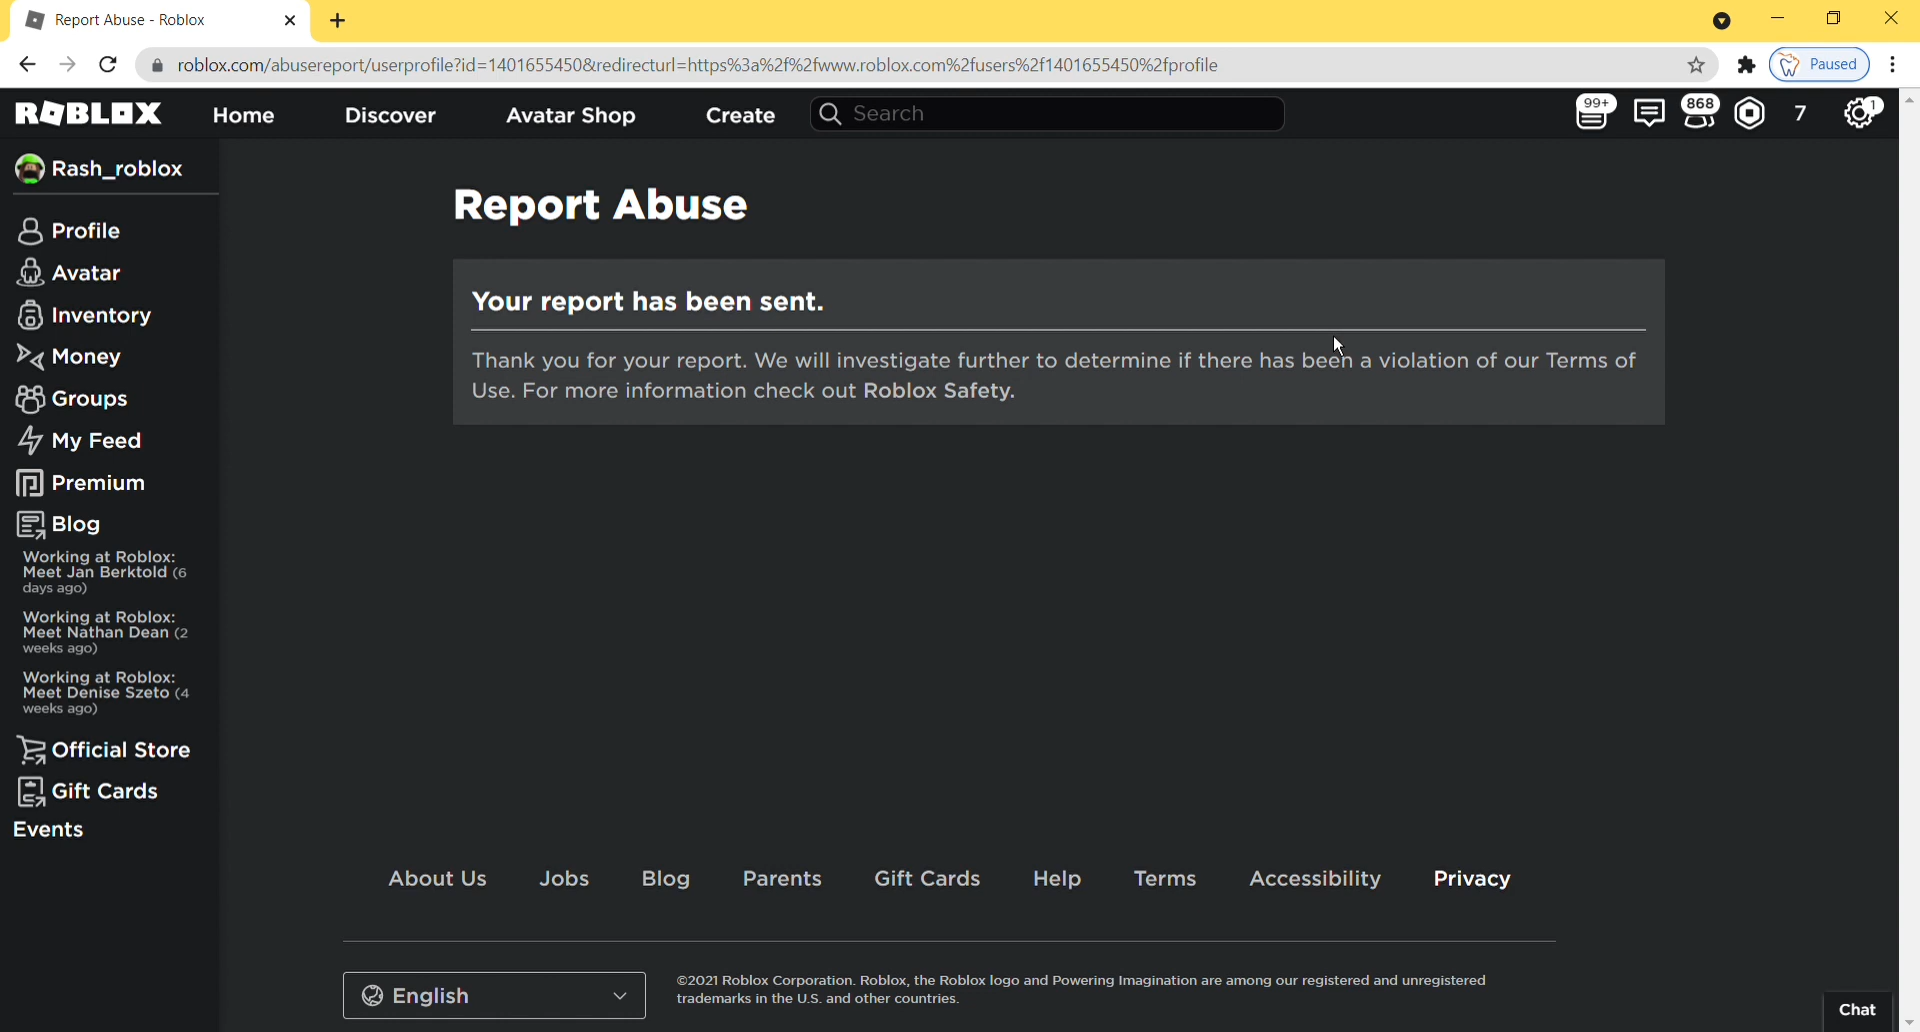 Report Abuse - Roblox
roblox.com/abusereport/userprofile?id=1401655450&redirecturl=https%3a%2f%2fwww.roblox.com%2fusers%2f1401655450%2fprofile
Paused
ROBLOX
Home
Discover
Avatar Shop
Create
Search
99+
868
7
1
Rash_roblox
Profile
Avatar
Inventory
Money
Groups
My Feed
Premium
Blog
Working at Roblox:
Meet Jan Berktold (6
days ago)
Working at Roblox:
Meet Nathan Dean (2
weeks ago)
Working at Roblox:
Meet Denise Szeto (4
weeks ago)
Official Store
Gift Cards
Events
Report Abuse
Your report has been sent.
Thank you for your report. We will investigate further to determine if there has been a violation of our Terms of
Use. For more information check out Roblox Safety.
About Us
Jobs
Blog
Parents
Gift Cards
Help
Terms
Accessibility
Privacy
English
©2021 Roblox Corporation. Roblox, the Roblox logo and Powering Imagination are among our registered and unregistered
trademarks in the U.S. and other countries.
Chat